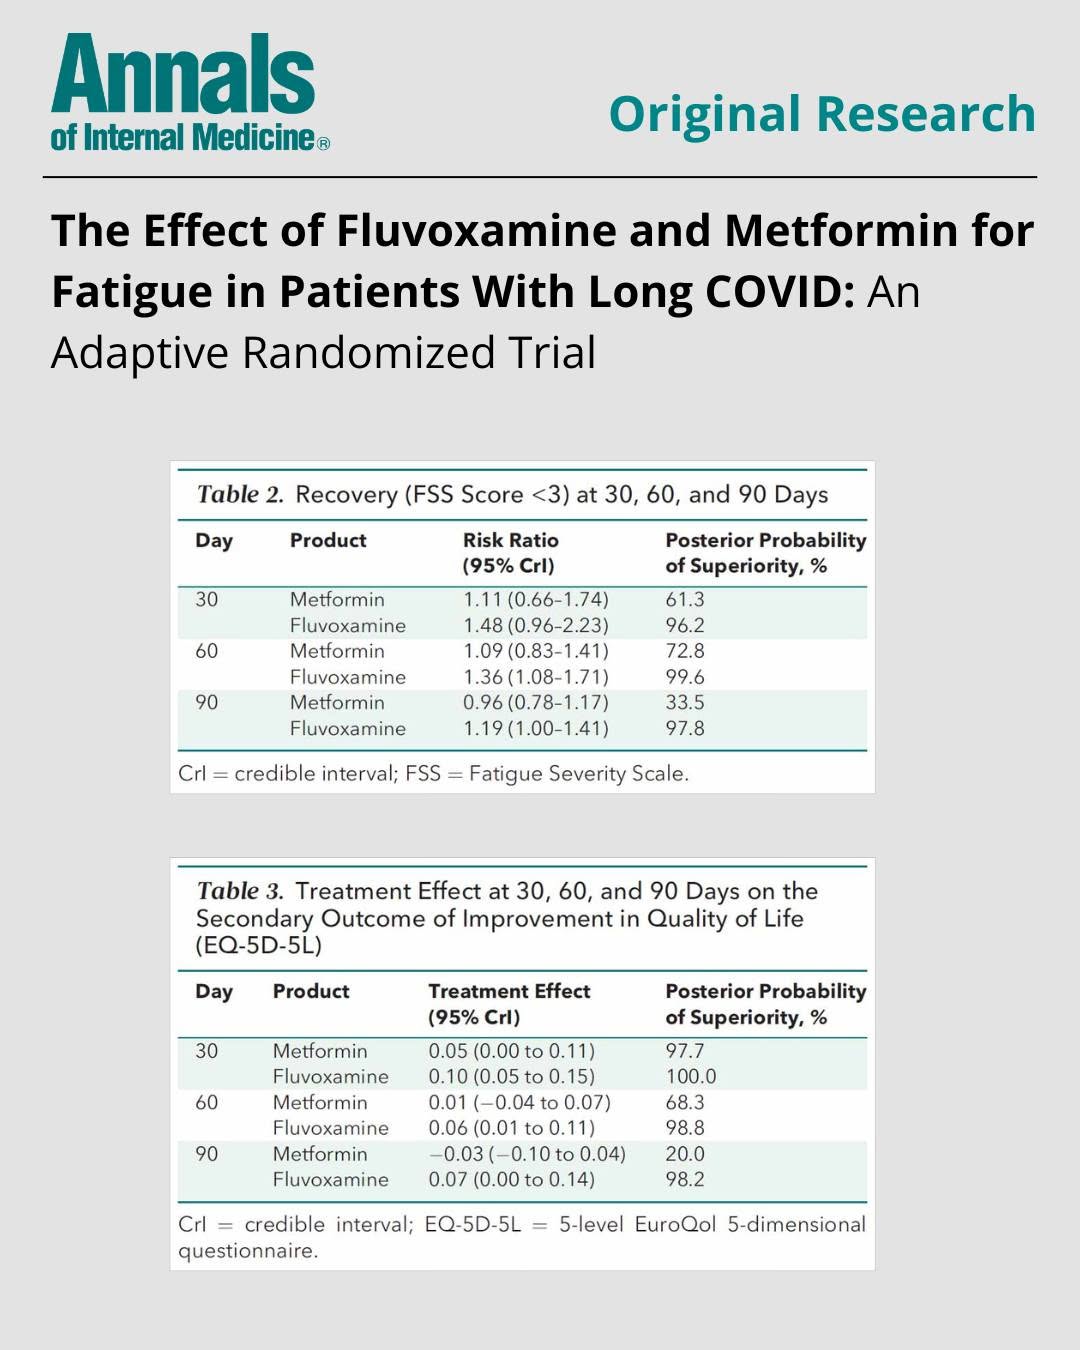 Annals
of Internal Medicine®
Original Research
The Effect of Fluvoxamine and Metformin for
Fatigue in Patients With Long COVID: An
Adaptive Randomized Trial
Table 2. Recovery (FSS Score <3) at 30, 60, and 90 Days
Day Product Risk Ratio Posterior Probability
(95% CrI) of Superiority, %
30 Metformin 1.11 (0.66–1.74) 61.3
Fluvoxamine 1.48 (0.96–2.23) 96.2
60 Metformin 1.09 (0.83–1.41) 72.8
Fluvoxamine 1.36 (1.08–1.71) 99.6
90 Metformin 0.96 (0.78–1.17) 33.5
Fluvoxamine 1.19 (1.00–1.41) 97.8
CrI = credible interval; FSS = Fatigue Severity Scale.
Table 3. Treatment Effect at 30, 60, and 90 Days on the
Secondary Outcome of Improvement in Quality of Life
(EQ-5D-5L)
Day Product Treatment Effect Posterior Probability
(95% CrI) of Superiority, %
30 Metformin 0.05 (0.00 to 0.11) 97.7
Fluvoxamine 0.10 (0.05 to 0.15) 100.0
60 Metformin 0.01 (−0.04 to 0.07) 68.3
Fluvoxamine 0.06 (0.01 to 0.11) 98.8
90 Metformin −0.03 (−0.10 to 0.04) 20.0
Fluvoxamine 0.07 (0.00 to 0.14) 98.2
CrI = credible interval; EQ-5D-5L = 5-level EuroQol 5-dimensional
questionnaire.